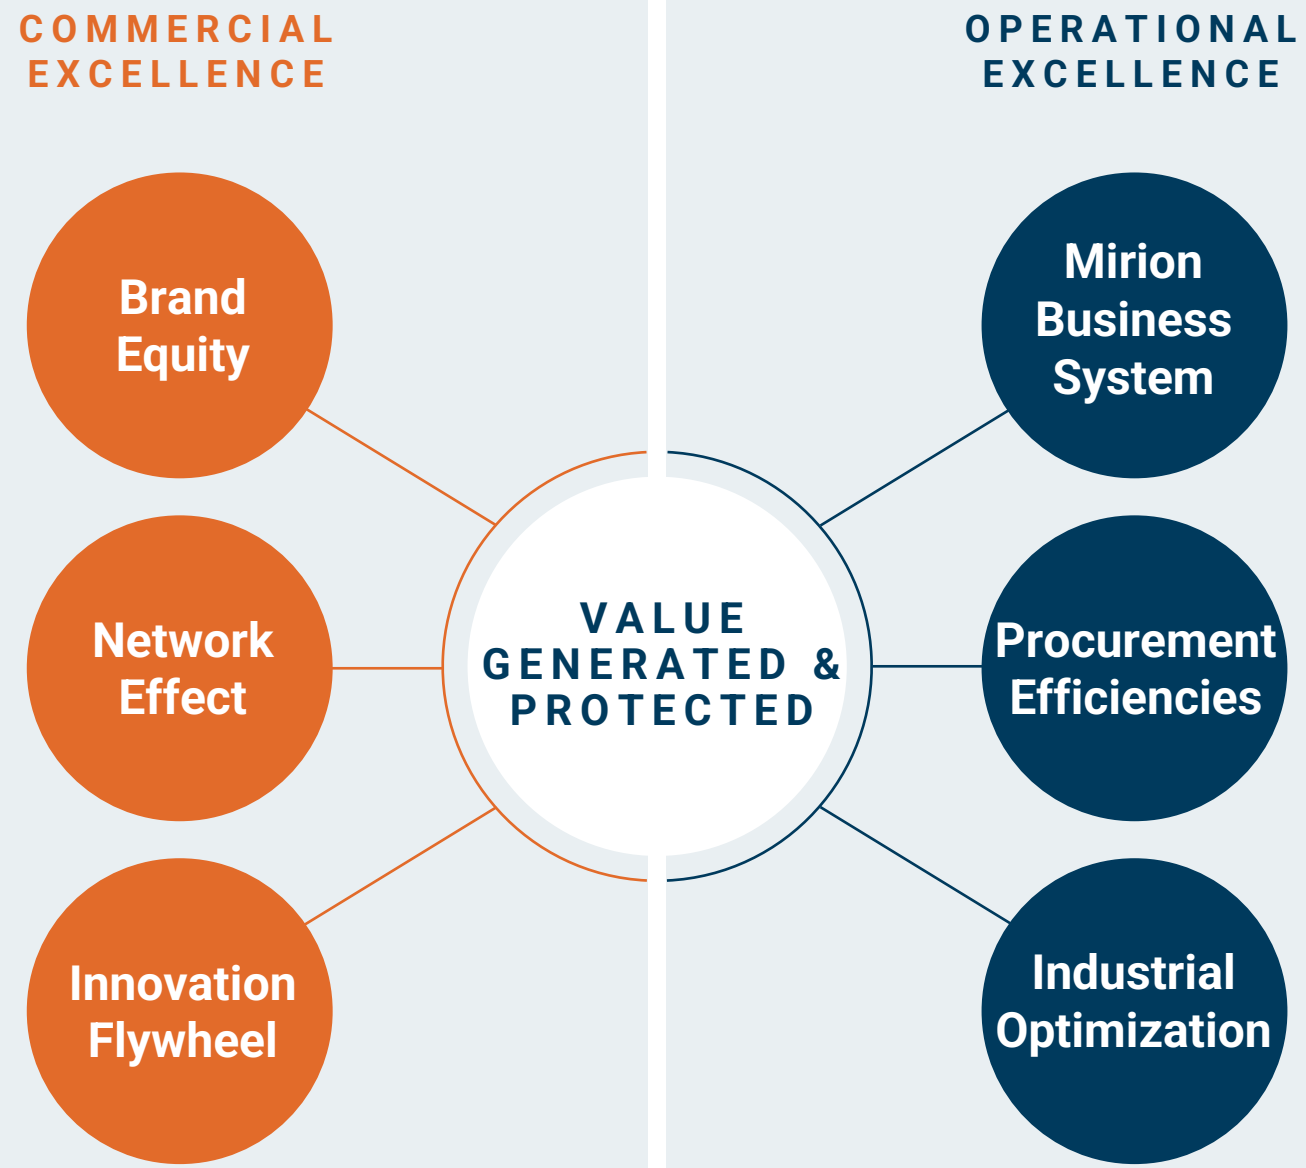 COMMERCIAL
EXCELLENCE
Brand
Equity
Network
Effect
Innovation
Flywheel
VALUE
GENERATED &
PROTECTED
OPERATIONAL
EXCELLENCE
Mirion
Business
System
Procurement
Efficiencies
Industrial
Optimization